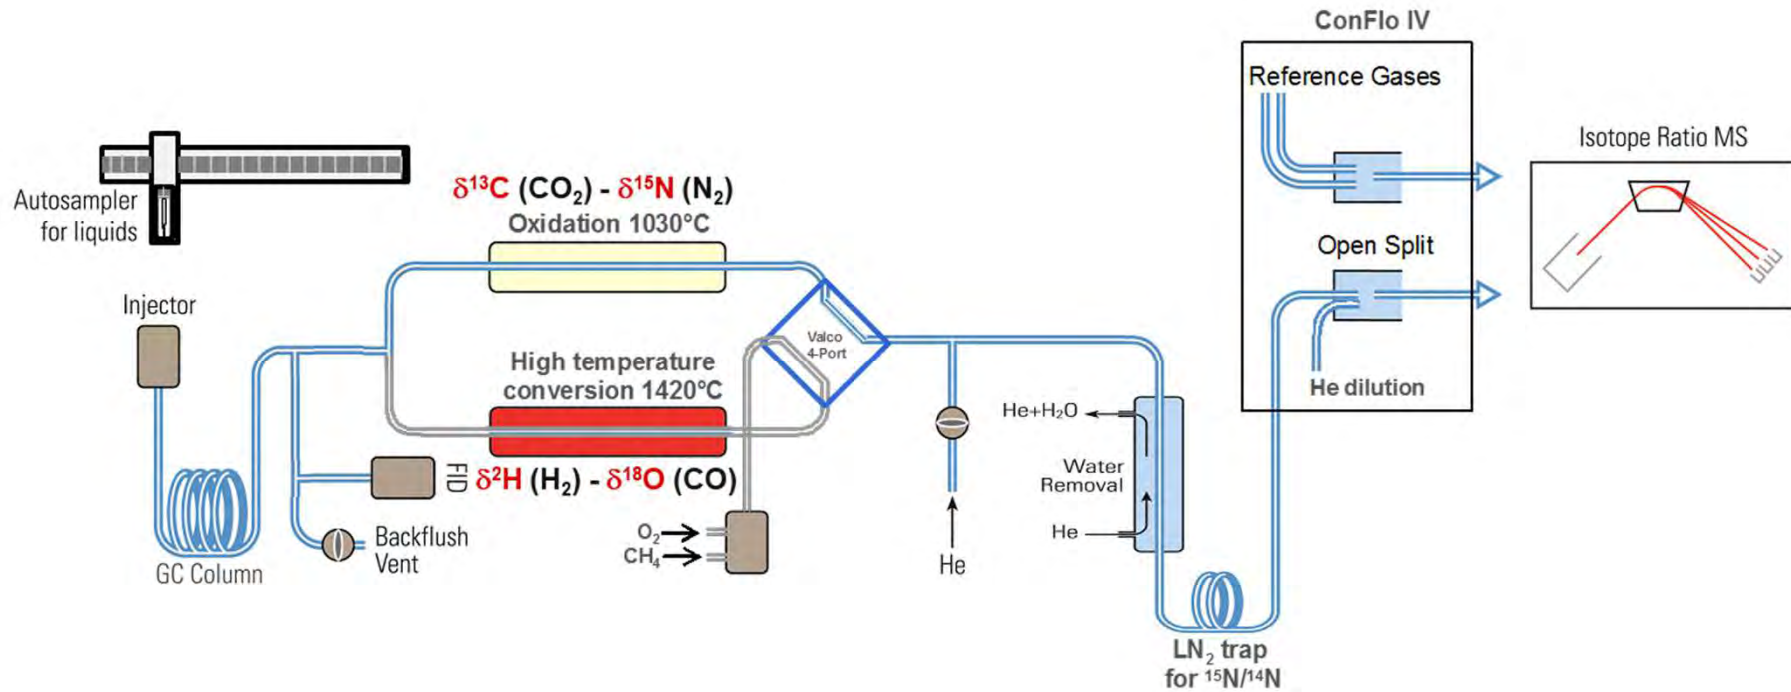 ConFlo IV
Reference Gases
Isotope Ratio MS
Autosampler
for liquids
δ¹³C (CO₂) - δ¹⁵N (N₂)
Oxidation 1030°C
Open Split
Injector
Valco
4-Port
High temperature
conversion 1420°C
He dilution
He+H₂O
Water
Removal
FID
δ²H (H₂) - δ¹⁸O (CO)
O₂
CH₄
Backflush
Vent
He
He
GC Column
LN₂ trap
for ¹⁵N/¹⁴N